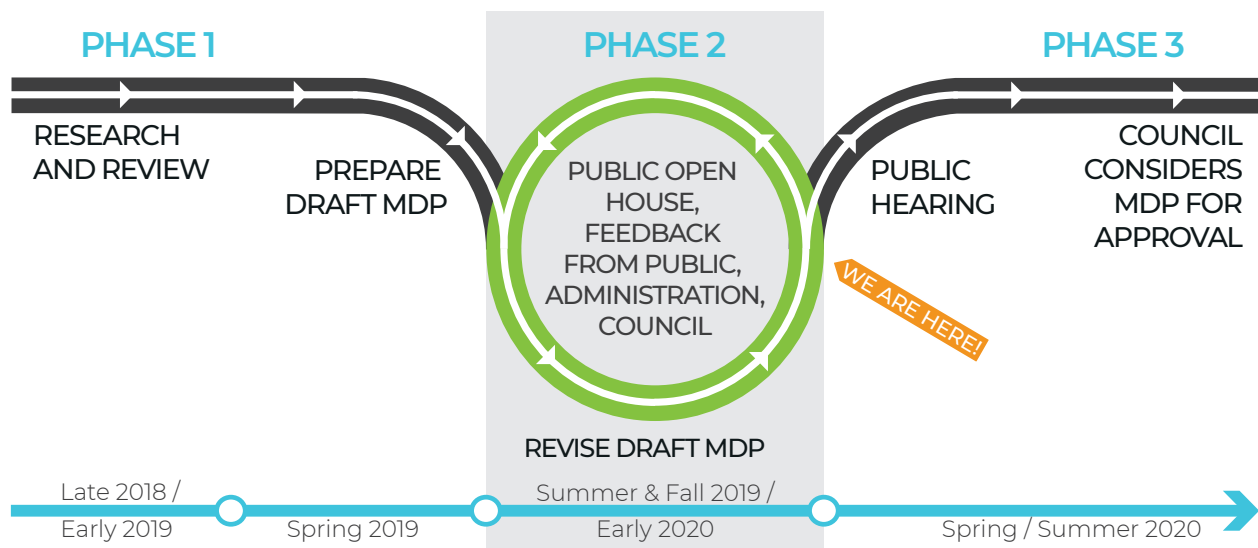 PHASE 1
RESEARCH
AND REVIEW
PREPARE
DRAFT MDP
PHASE 2
PUBLIC OPEN
HOUSE,
FEEDBACK
FROM PUBLIC,
ADMINISTRATION,
COUNCIL
REVISE DRAFT MDP
PHASE 3
PUBLIC
HEARING
COUNCIL
CONSIDERS
MDP FOR
APPROVAL
WE ARE HERE!
Late 2018 /
Early 2019
Spring 2019
Summer & Fall 2019 /
Early 2020
Spring / Summer 2020